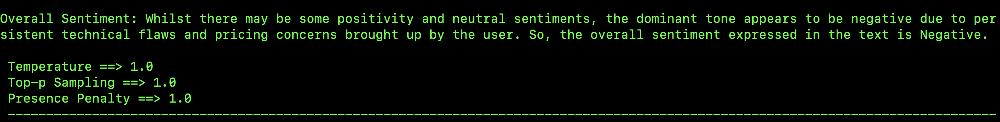 Overall Sentiment: Whilst there may be some positivity and neutral sentiments, the dominant tone appears to be negative due to per
sistent technical flaws and pricing concerns brought up by the user. So, the overall sentiment expressed in the text is Negative.
Temperature ==> 1.0
Top-p Sampling ==> 1.0
Presence Penalty ==> 1.0
---------------------------------------------------------------------------------------------------------------------------------